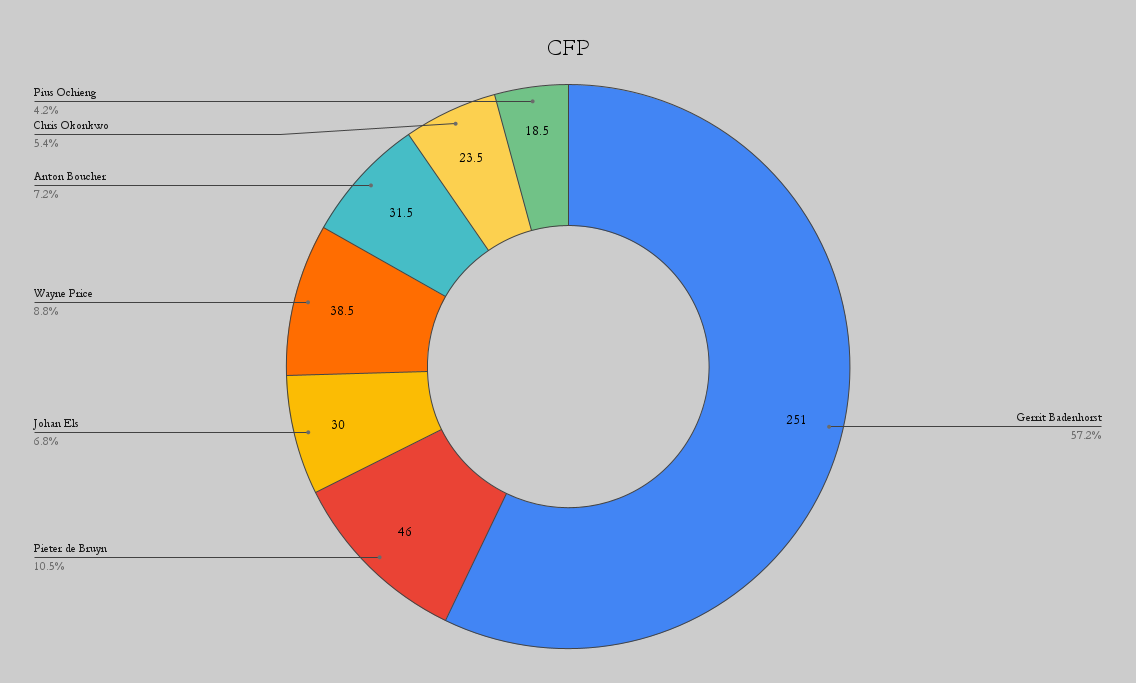 CFP
Pius Ochieng
4.2%
Chris Okonkwo
5.4%
Anton Boucher
7.2%
Wayne Price
8.8%
Johan Els
6.8%
Pieter de Bruyn
10.5%
18.5
23.5
31.5
38.5
30
46
251
Gerrit Badenhorst
57.2%